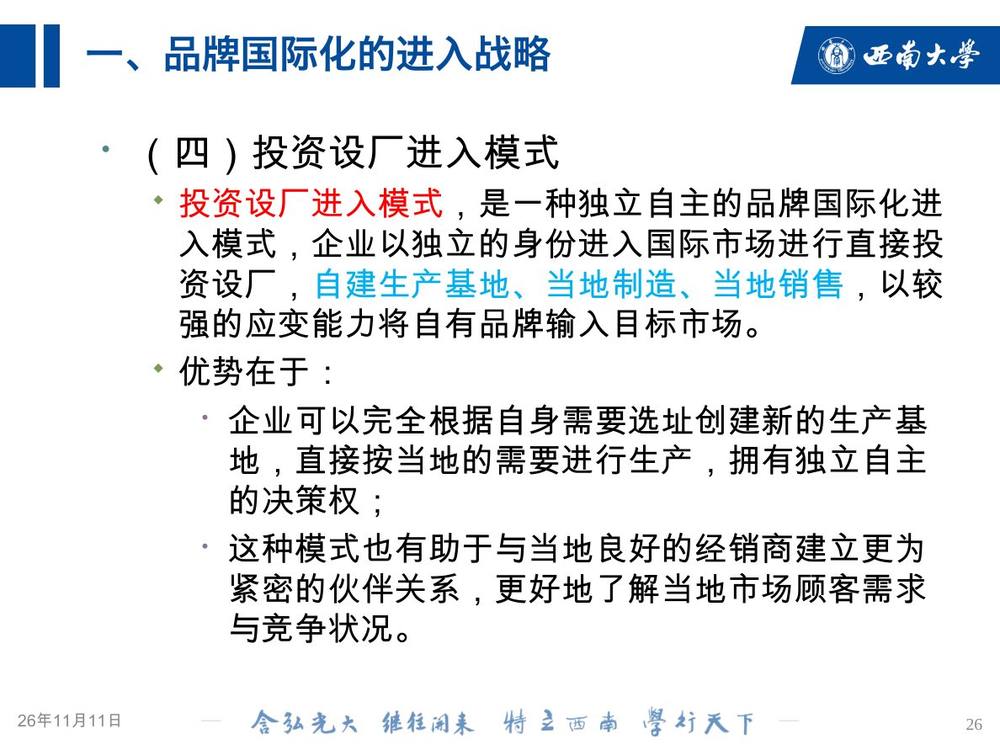 一、品牌国际化的进入战略
西南大学
（四）投资设厂进入模式
投资设厂进入模式，是一种独立自主的品牌国际化进
入模式，企业以独立的身份进入国际市场进行直接投
资设厂，自建生产基地、当地制造、当地销售，以较
强的应变能力将自有品牌输入目标市场。
优势在于：
企业可以完全根据自身需要选址创建新的生产基
地，直接按当地的需要进行生产，拥有独立自主
的决策权；
这种模式也有助于与当地良好的经销商建立更为
紧密的伙伴关系，更好地了解当地市场顾客需求
与竞争状况。
26年11月11日
含弘光大 继往开来 特立西南 學行天下
26